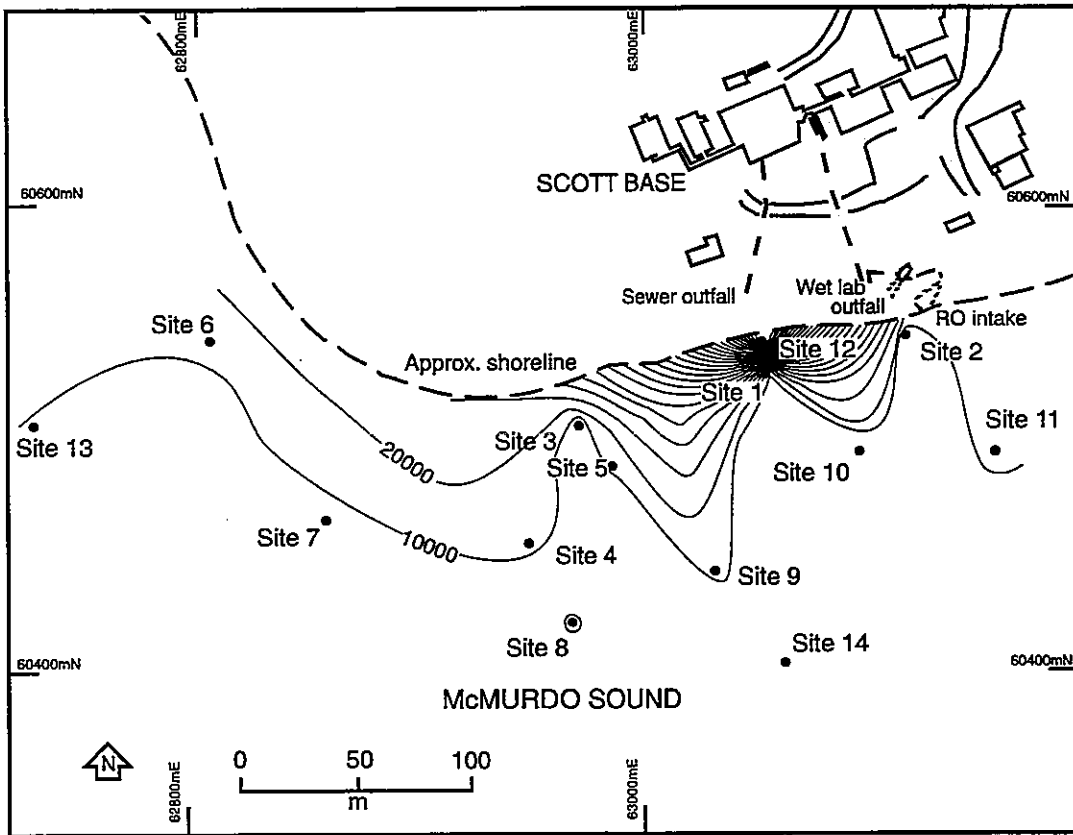 62800mE
63000mE
SCOTT BASE
60600mN
60600mN
Sewer outfall
Wet lab
outfall
RO intake
Site 6
Approx. shoreline
Site 12
Site 2
Site 1
Site 13
20000
Site 3
Site 5
Site 11
Site 10
Site 7
10000
Site 4
Site 9
Site 8
Site 14
60400mN
60400mN
McMURDO SOUND
N
0 50 100
m
62800mE
63000mE